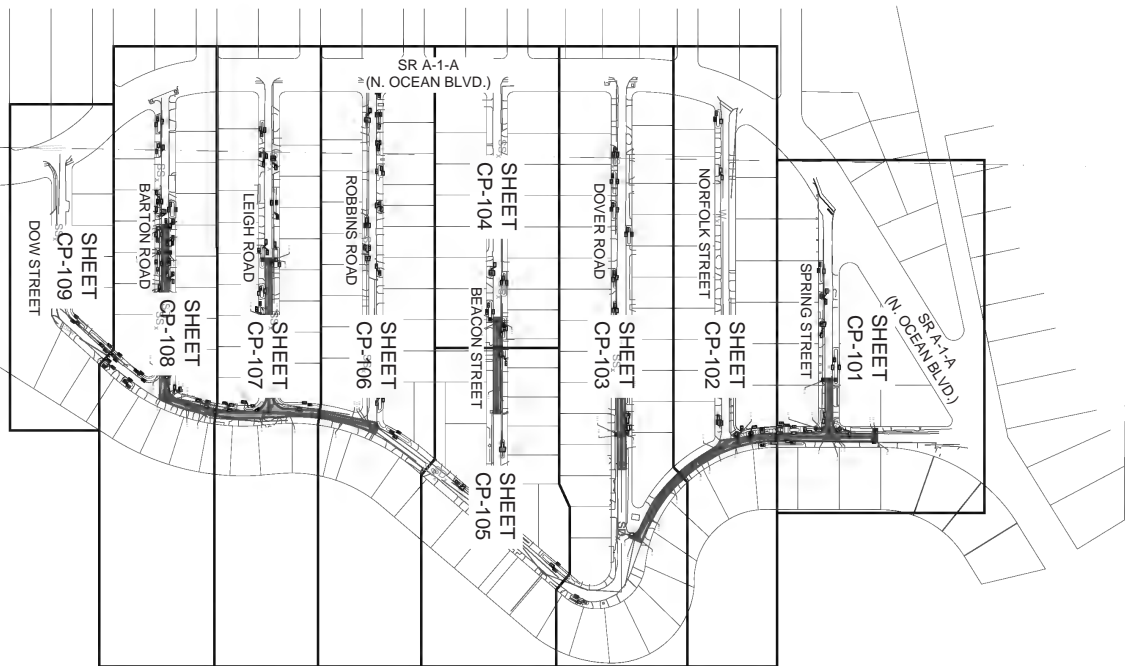 SR A-1-A
(N. OCEAN BLVD.)
DOW STREET
SHEET
CP-109
BARTON ROAD
SHEET
CP-108
LEIGH ROAD
SHEET
CP-107
ROBBINS ROAD
SHEET
CP-106
SHEET
CP-104
BEACON STREET
SHEET
CP-105
DOVER ROAD
SHEET
CP-103
NORFOLK STREET
SHEET
CP-102
SPRING STREET
SHEET
CP-101
SR A-1-A
(N. OCEAN BLVD.)